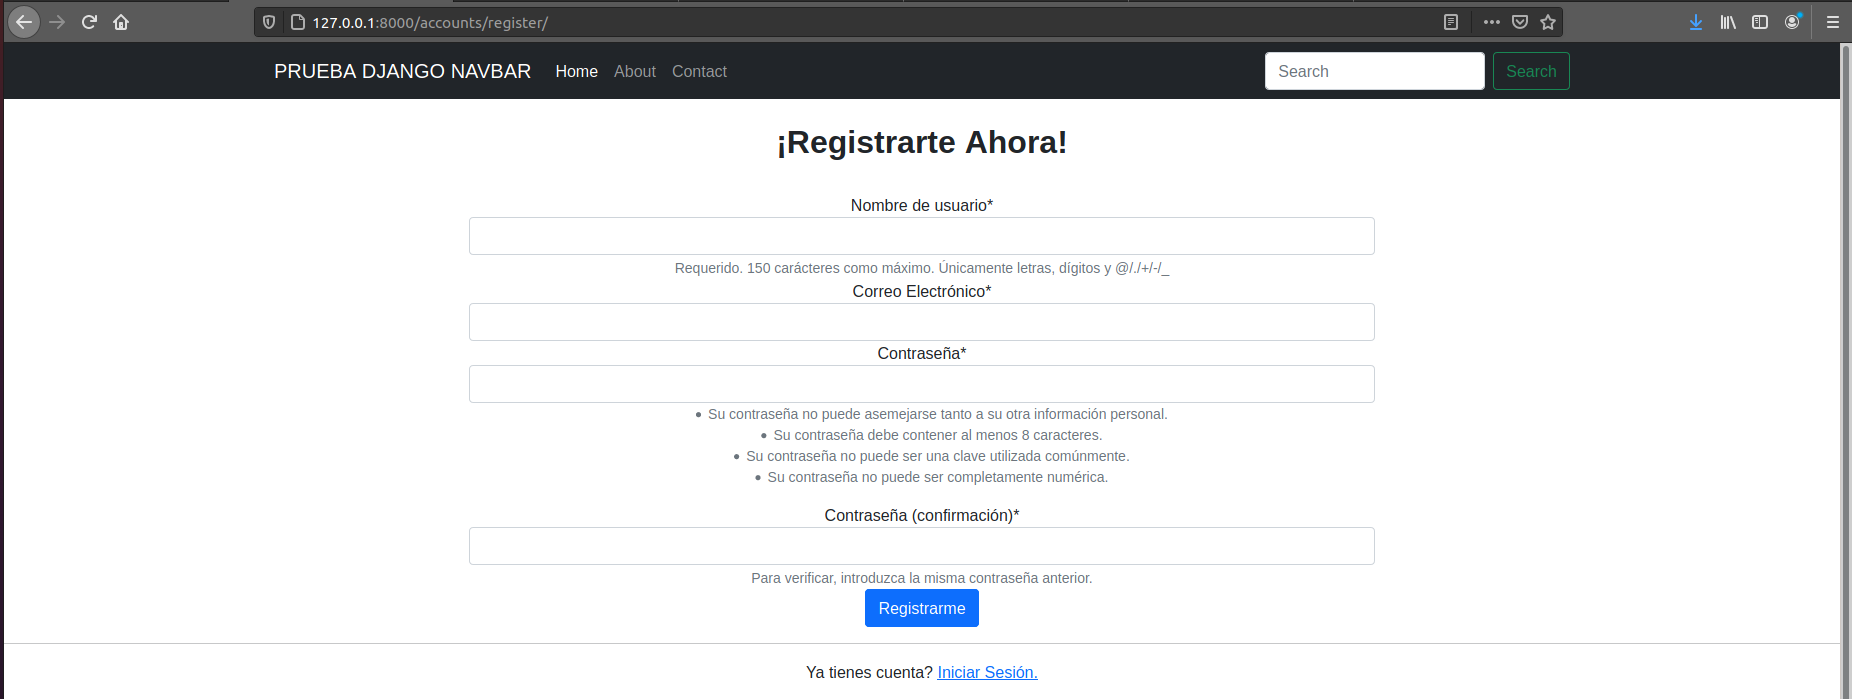 127.0.0.1:8000/accounts/register/
PRUEBA DJANGO NAVBAR Home About Contact Search Search
¡Registrarte Ahora!
Nombre de usuario*
Requerido. 150 carácteres como máximo. Únicamente letras, dígitos y @/./+/-/_
Correo Electrónico*
Contraseña*
• Su contraseña no puede asemejarse tanto a su otra información personal.
• Su contraseña debe contener al menos 8 caracteres.
• Su contraseña no puede ser una clave utilizada comúnmente.
• Su contraseña no puede ser completamente numérica.
Contraseña (confirmación)*
Para verificar, introduzca la misma contraseña anterior.
Registrarme
Ya tienes cuenta? Iniciar Sesión.